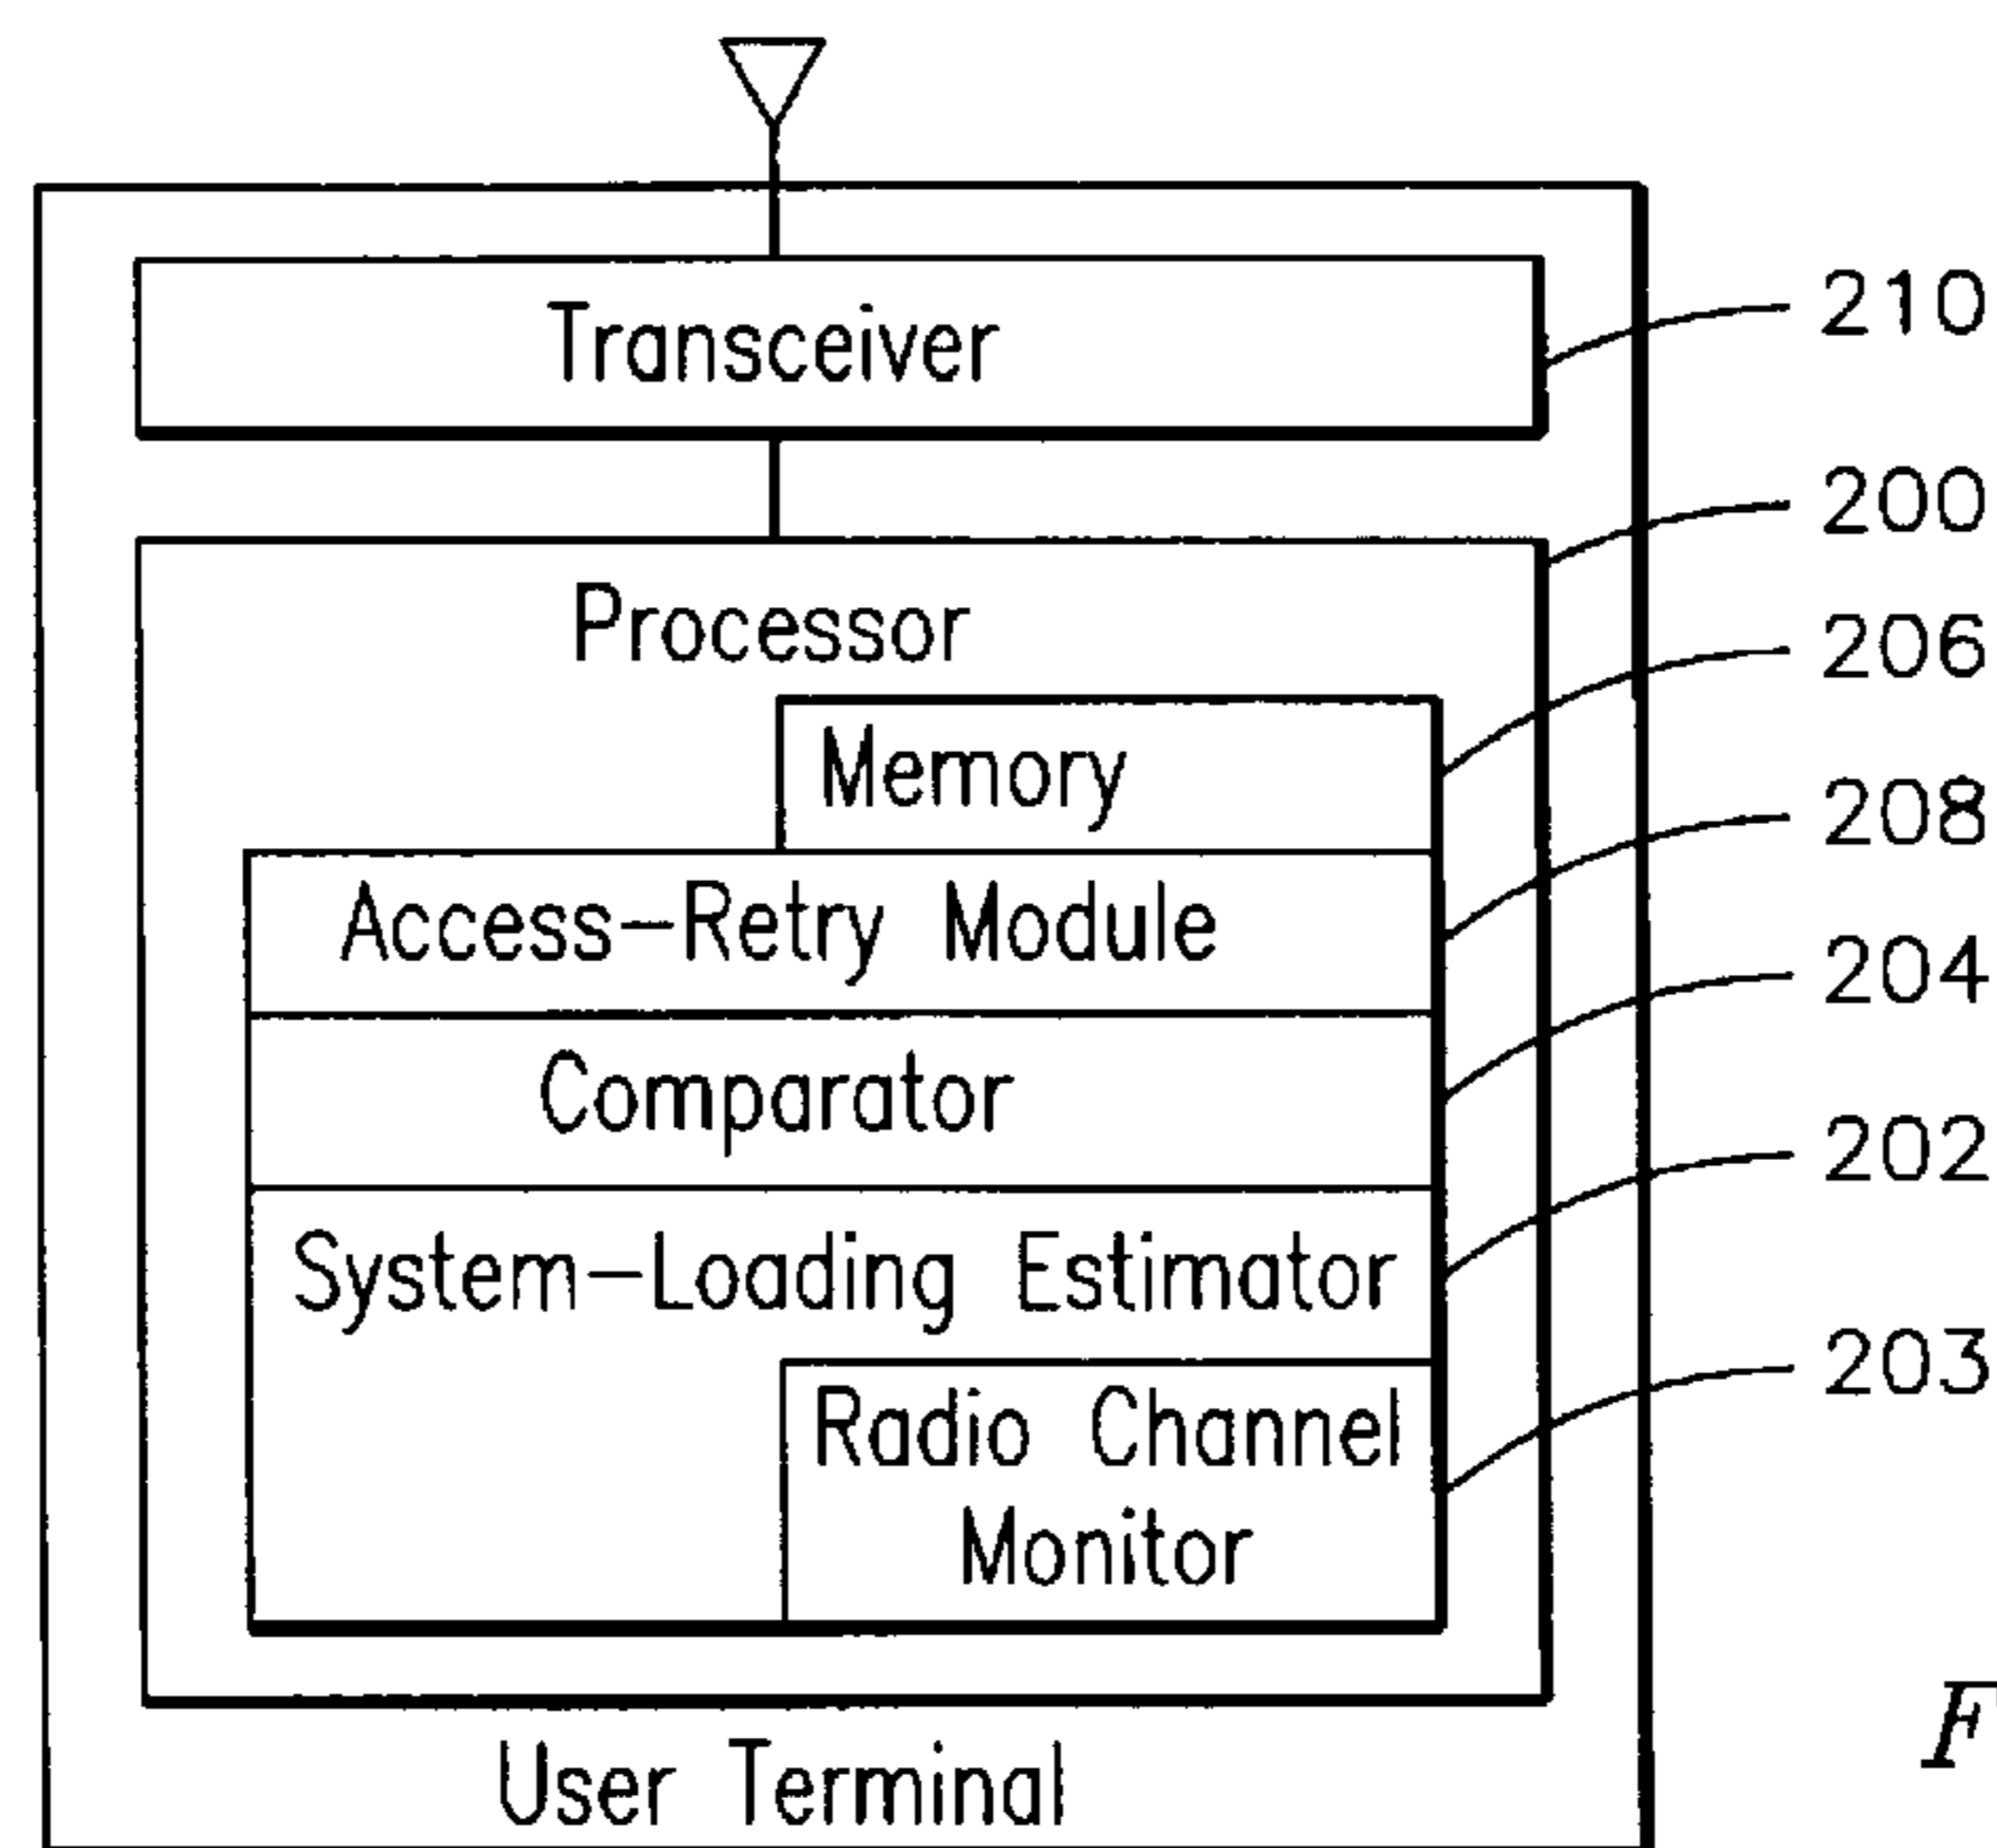 Transceiver
210
200
Processor
206
Memory
208
Access-Retry Module
204
Comparator
202
System-Loading Estimator
203
Radio Channel
Monitor
User Terminal
F